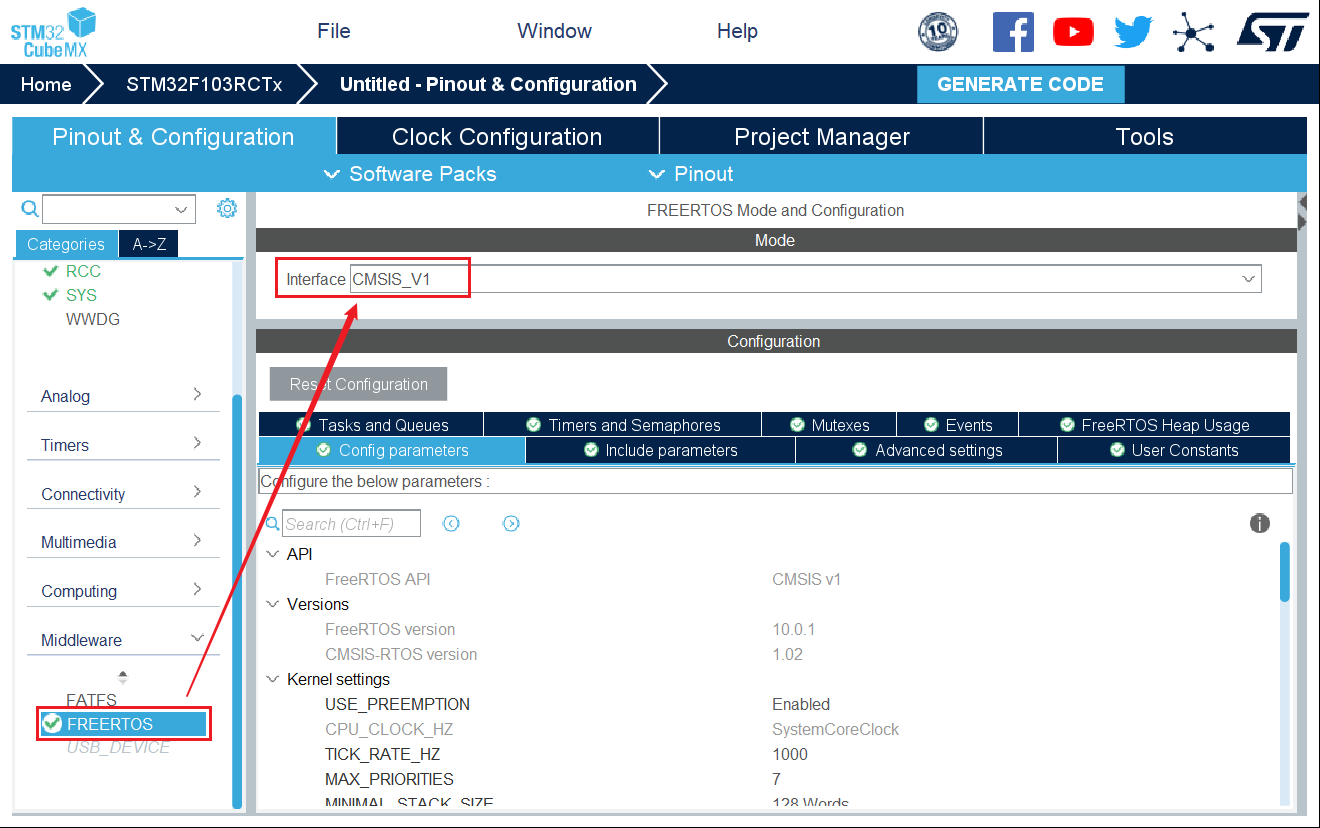 STM32
CubeMX
File Window Help
10
ST
Home STM32F103RCTx Untitled - Pinout & Configuration GENERATE CODE
Pinout & Configuration Clock Configuration Project Manager Tools
Software Packs Pinout
FREERTOS Mode and Configuration
Categories A->Z
Mode
RCC
Interface CMSIS_V1
SYS
WWDG
Configuration
Reset Configuration
Analog
Tasks and Queues Timers and Semaphores Mutexes Events FreeRTOS Heap Usage
Timers
Config parameters Include parameters Advanced settings User Constants
Configure the below parameters :
Connectivity
Search (Ctrl+F)
Multimedia
API
FreeRTOS API CMSIS v1
Computing
Versions
FreeRTOS version 10.0.1
Middleware
CMSIS-RTOS version 1.02
Kernel settings
FATFS
USE_PREEMPTION Enabled
FREERTOS
CPU_CLOCK_HZ SystemCoreClock
USB_DEVICE
TICK_RATE_HZ 1000
MAX_PRIORITIES 7
MINIMAL_STACK_SIZE 128 Words